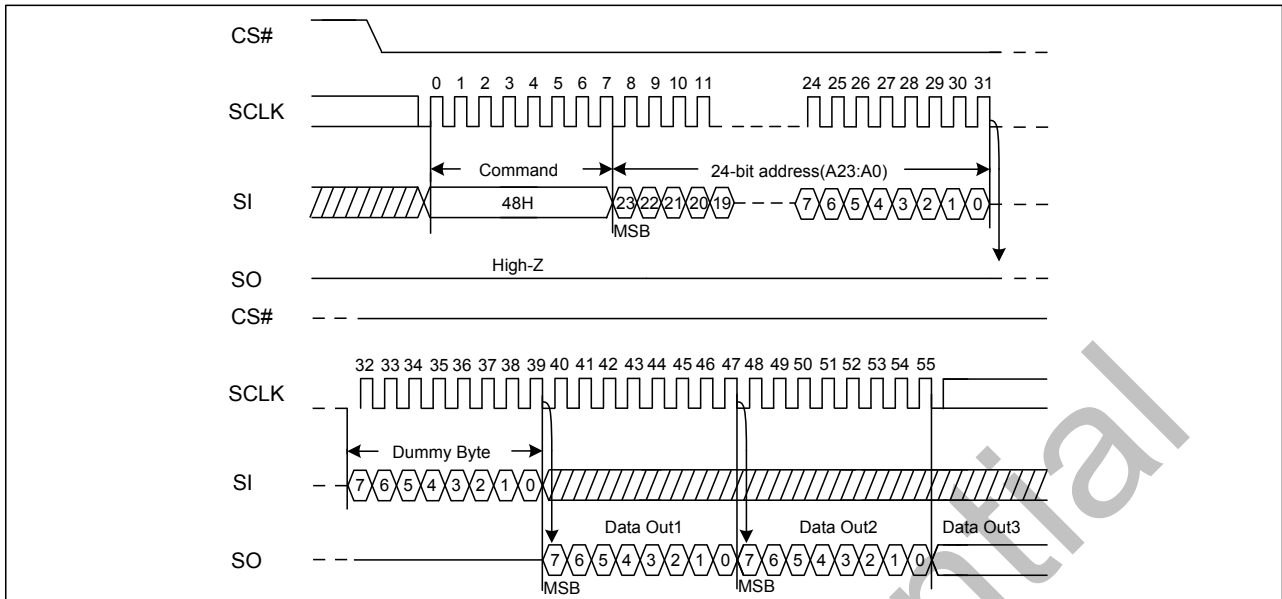 CS#
0 1 2 3 4 5 6 7 8 9 10 11 24 25 26 27 28 29 30 31
SCLK
Command 24-bit address(A23:A0)
SI 48H 23 22 21 20 19 7 6 5 4 3 2 1 0
MSB
High-Z
SO
CS#
32 33 34 35 36 37 38 39 40 41 42 43 44 45 46 47 48 49 50 51 52 53 54 55
SCLK
Dummy Byte
SI 7 6 5 4 3 2 1 0
Data Out1 Data Out2 Data Out3
SO 7 6 5 4 3 2 1 0 7 6 5 4 3 2 1 0
MSB MSB
ntial